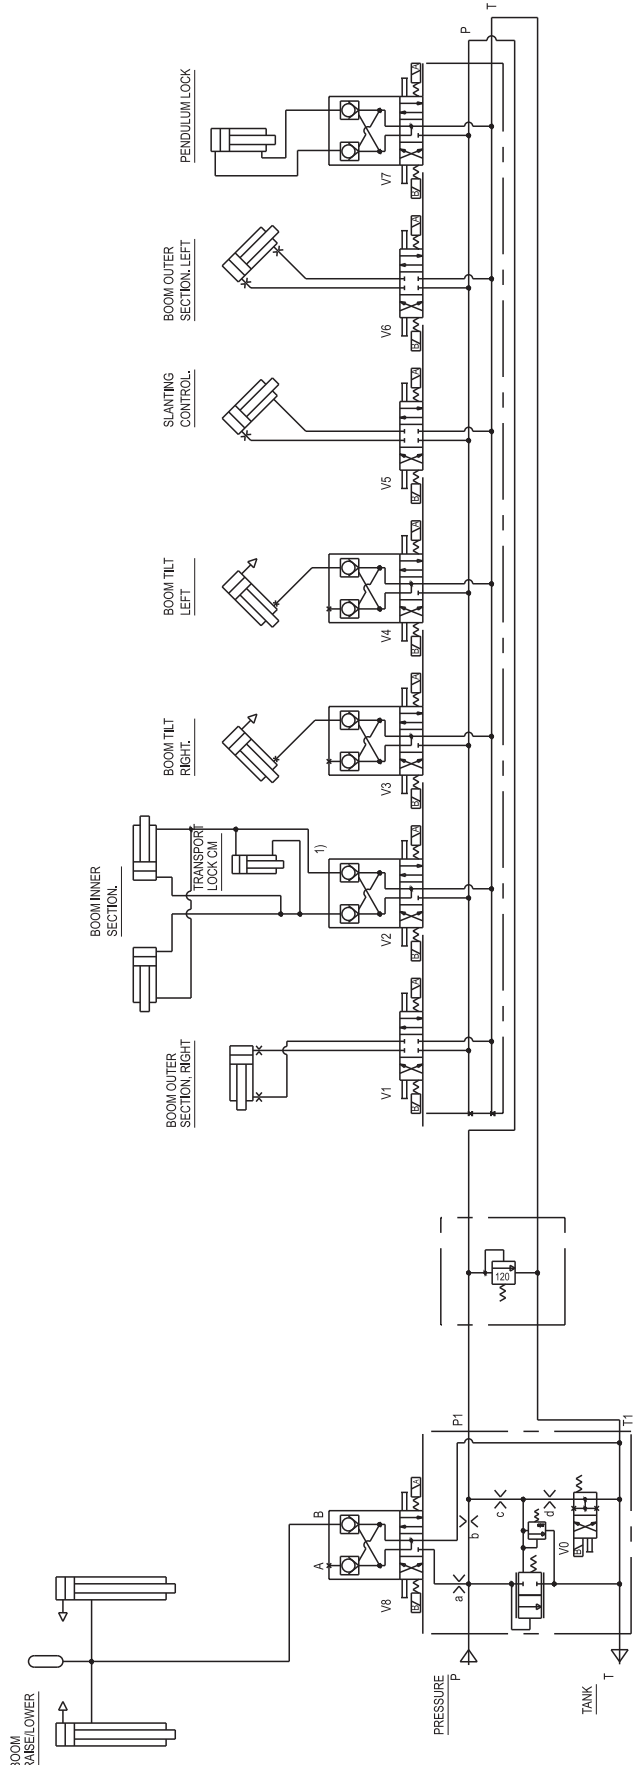 T
P
PENDULUM LOCK
A
B
V7
BOOM OUTER
SECTION. LEFT
A
B
V6
SLANTING
CONTROL.
A
B
V5
BOOM TILT
LEFT
A
B
V4
BOOM TILT
RIGHT.
A
B
V3
BOOM INNER
SECTION.
TRANSPORT
LOCK CM
1)
A
B
V2
BOOM OUTER
SECTION, RIGHT
A
B
V1
120
P1
T1
B
A
A
B
V8
a
b
c
d
V0
B
PRESSURE
P
TANK
T
BOOM
RAISE/LOWER